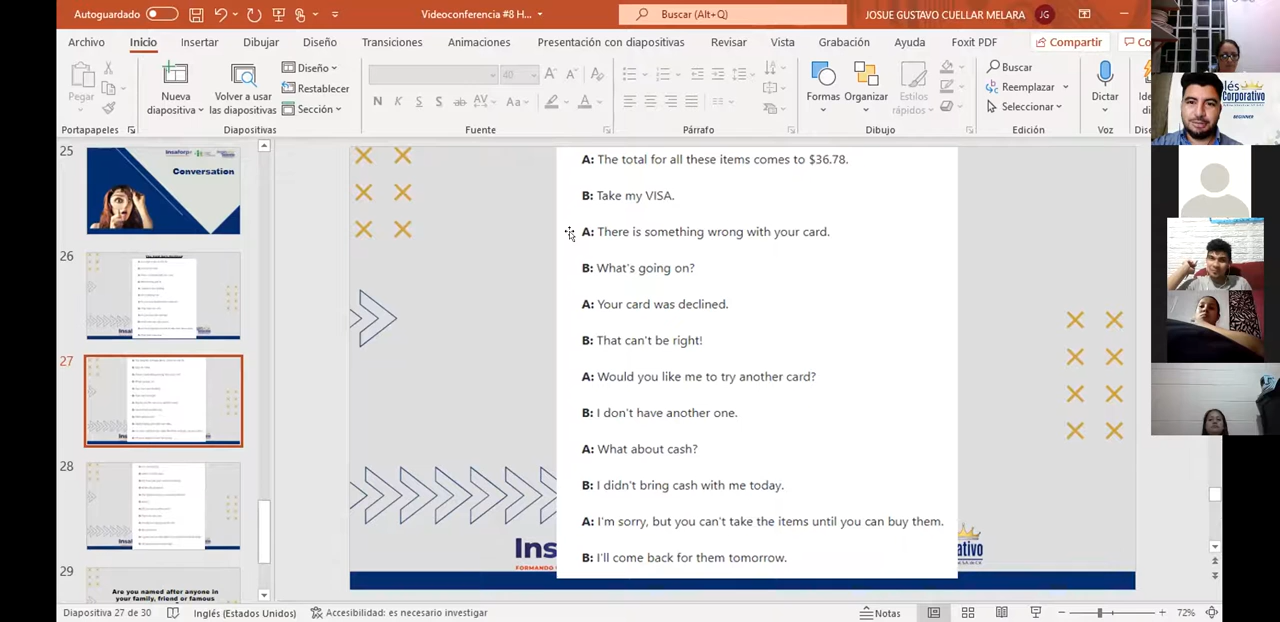 Autoguardado
Videoconferencia #8 H...
Buscar (Alt+Q)
JOSUE GUSTAVO CUELLAR MELARA
JG
Archivo
Inicio
Insertar
Dibujar
Diseño
Transiciones
Animaciones
Presentación con diapositivas
Revisar
Vista
Grabación
Ayuda
Foxit PDF
Compartir
Co
Pegar
Nueva diapositiva
Volver a usar las diapositivas
Diseño
Restablecer
Sección
Formas
Organizar
Estilos rápidos
Buscar
Reemplazar
Seleccionar
Dictar
Portapapeles
Diapositivas
Fuente
Párrafo
Dibujo
Edición
Voz
25
Insaforp
Conversation
26
27
28
29
Are you named after anyone in
your family, friend or famous
A: The total for all these items comes to $36.78.
B: Take my VISA.
A: There is something wrong with your card.
B: What's going on?
A: Your card was declined.
B: That can't be right!
A: Would you like me to try another card?
B: I don't have another one.
A: What about cash?
B: I didn't bring cash with me today.
A: I'm sorry, but you can't take the items until you can buy them.
B: I'll come back for them tomorrow.
Ins
FORMANDO
ativo
lés
Corporativo
BEGINNER
Diapositiva 27 de 30
Inglés (Estados Unidos)
Accesibilidad: es necesario investigar
Notas
72%